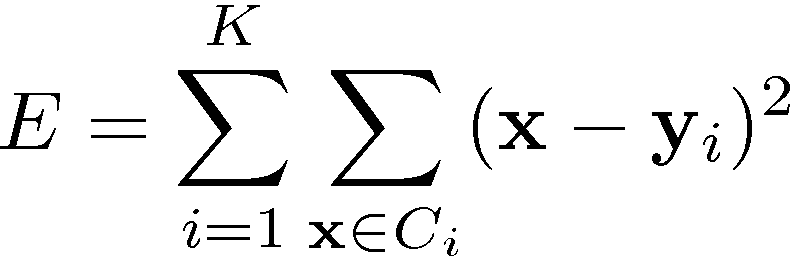 E = \sum_{i=1}^{K} \sum_{\mathbf{x} \in C_i} (\mathbf{x} - \mathbf{y}_i)^2